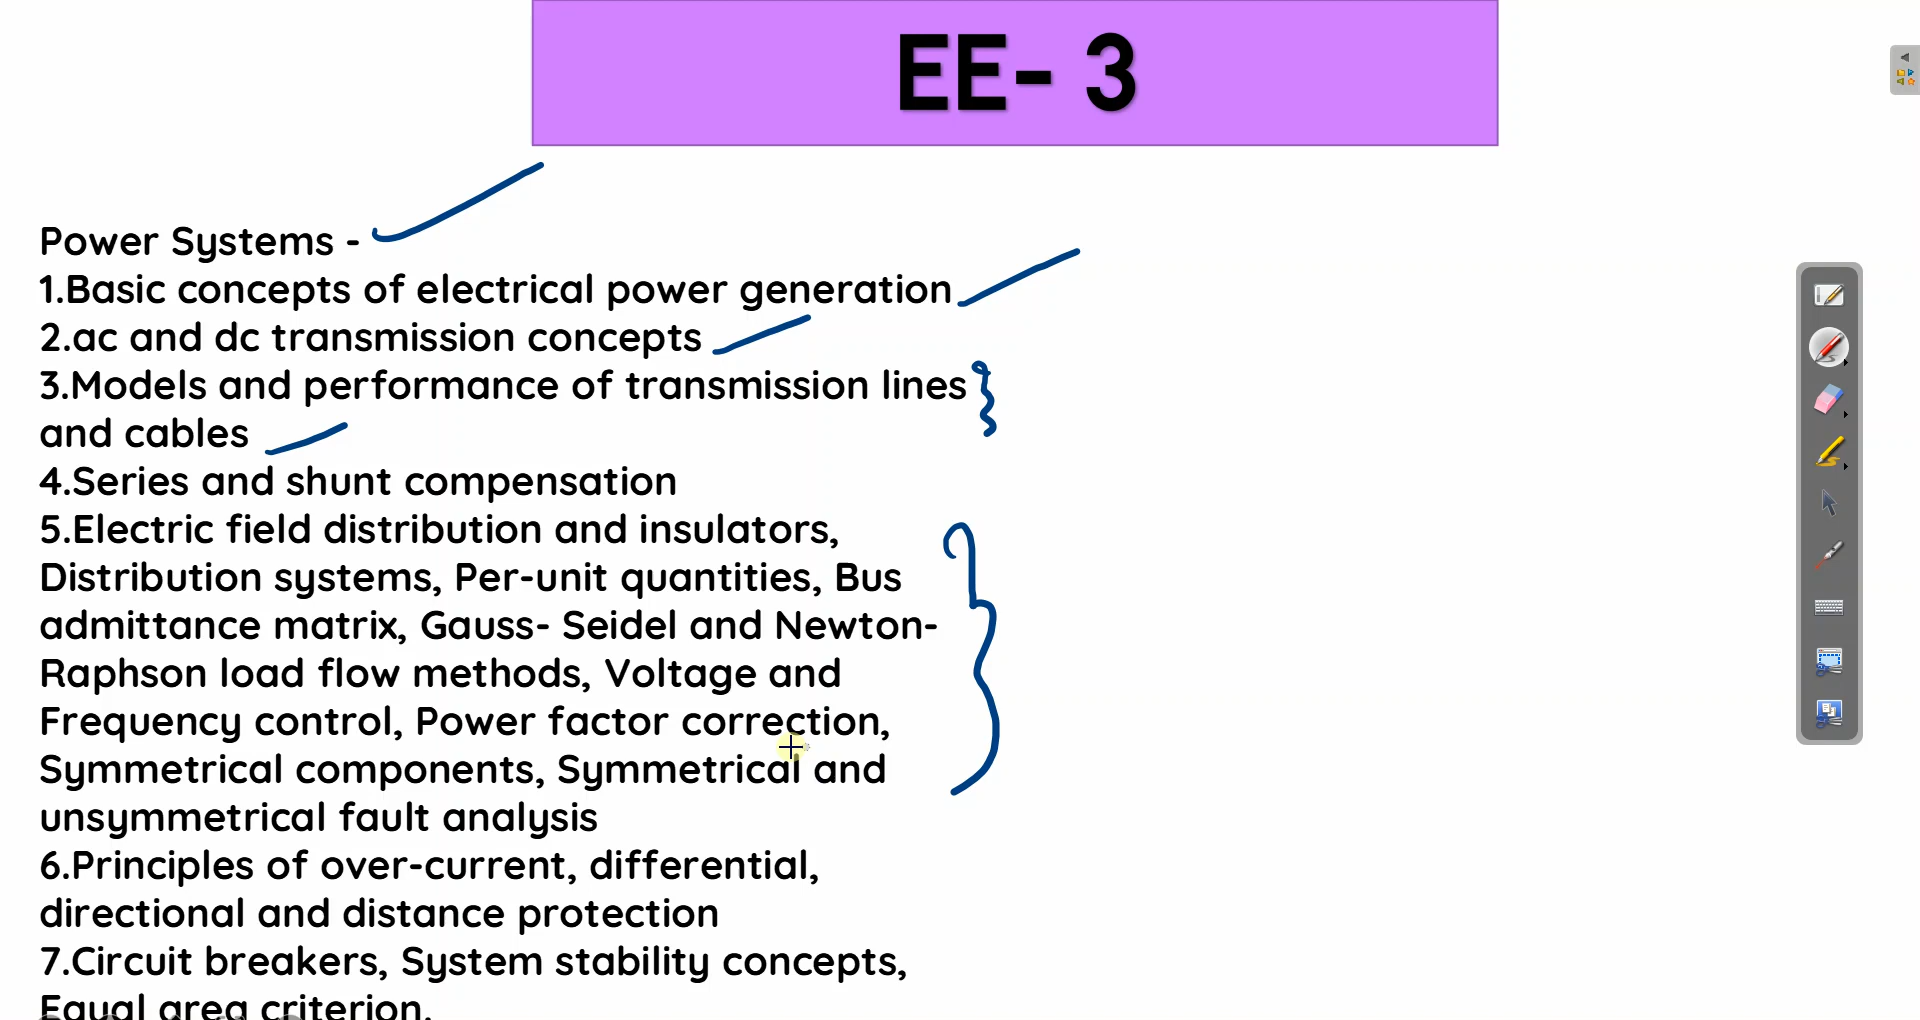 EE- 3
Power Systems -
1.Basic concepts of electrical power generation
2.ac and dc transmission concepts
3.Models and performance of transmission lines
and cables
4.Series and shunt compensation
5.Electric field distribution and insulators,
Distribution systems, Per-unit quantities, Bus
admittance matrix, Gauss- Seidel and Newton-
Raphson load flow methods, Voltage and
Frequency control, Power factor correction,
Symmetrical components, Symmetrical and
unsymmetrical fault analysis
6.Principles of over-current, differential,
directional and distance protection
7.Circuit breakers, System stability concepts,
Equal area criterion.